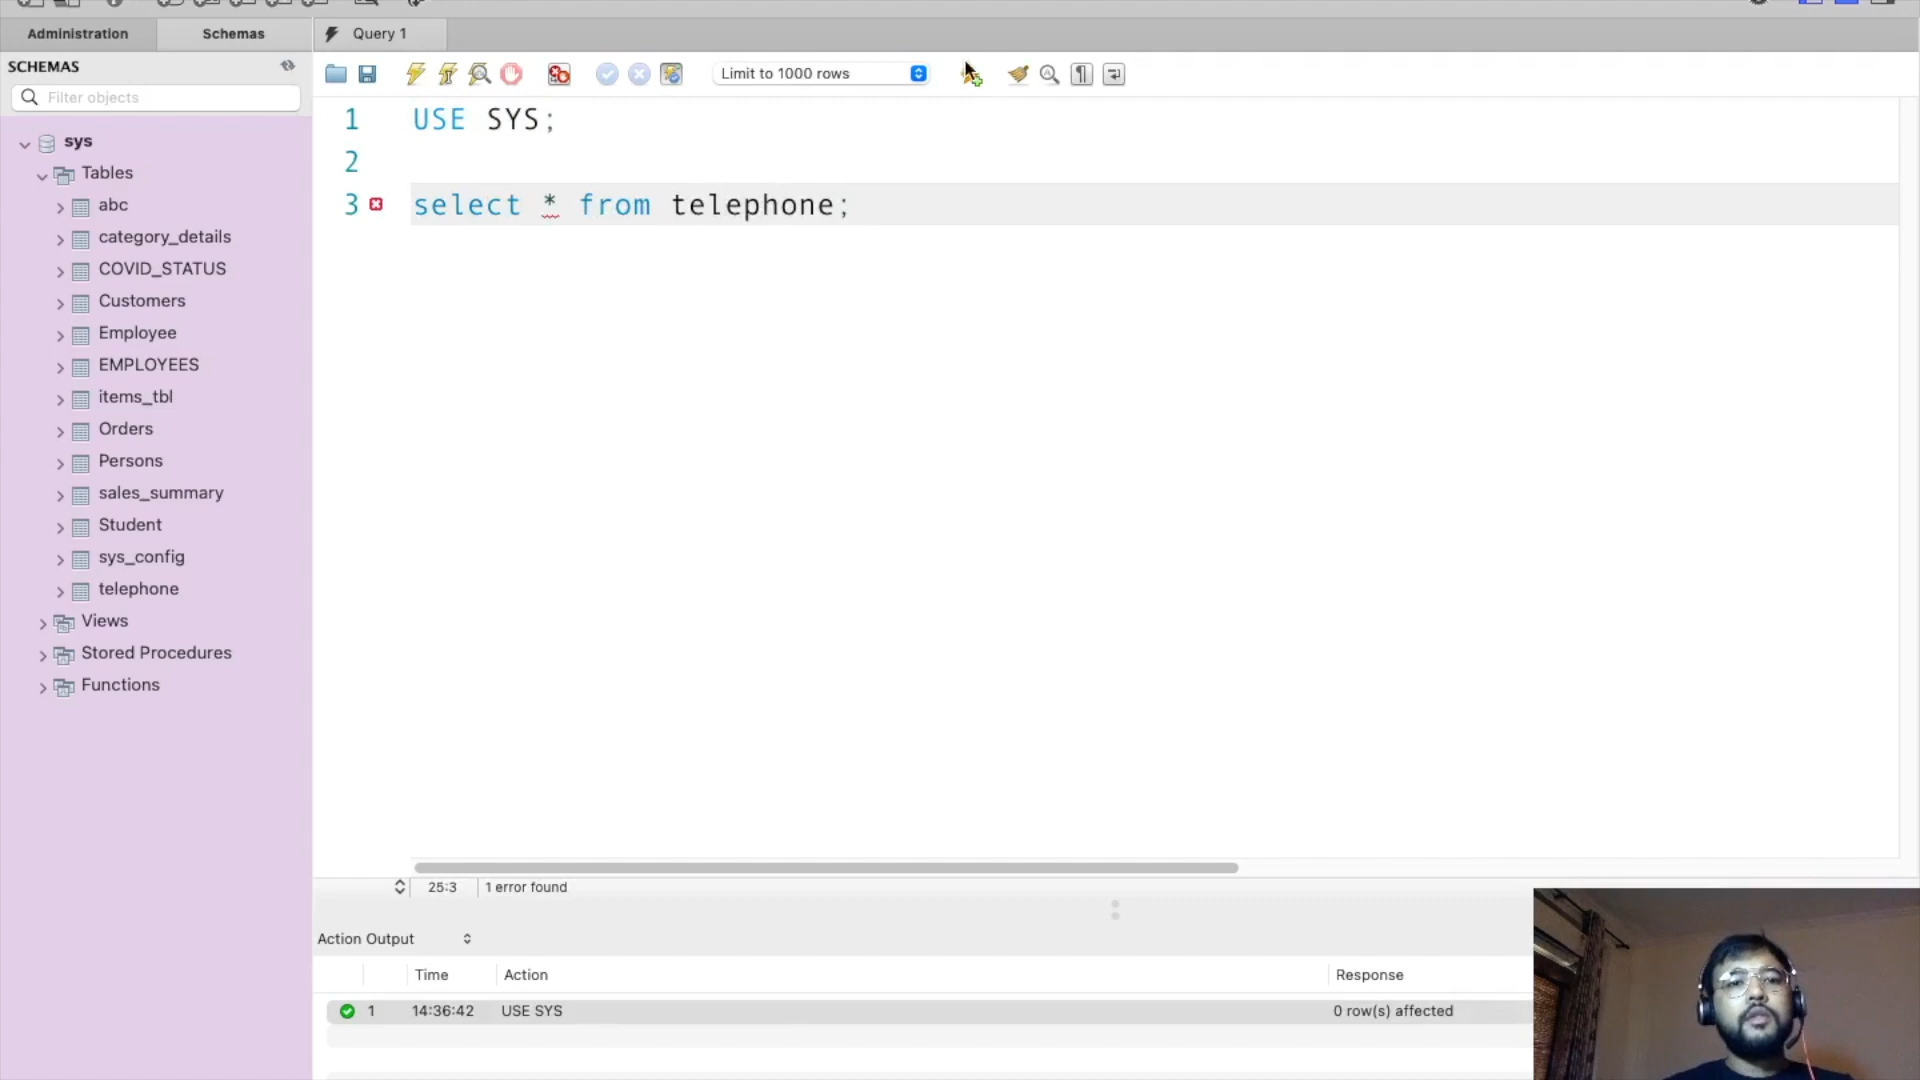 Administration
Schemas
Query 1
SCHEMAS
Filter objects
Limit to 1000 rows
sys
Tables
abc
category_details
COVID_STATUS
Customers
Employee
EMPLOYEES
items_tbl
Orders
Persons
sales_summary
Student
sys_config
telephone
Views
Stored Procedures
Functions
1 USE SYS;
2
3 select * from telephone;
25:3 1 error found
Action Output
Time Action Response
1 14:36:42 USE SYS 0 row(s) affected